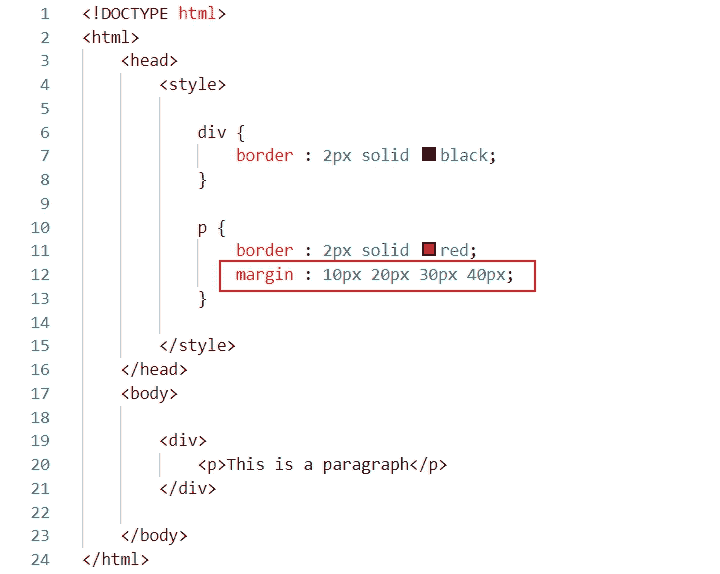 1 <!DOCTYPE html>
2 <html>
3 <head>
4 <style>
5
6 div {
7 border : 2px solid black;
8 }
9
10 p {
11 border : 2px solid red;
12 margin : 10px 20px 30px 40px;
13 }
14
15 </style>
16 </head>
17 <body>
18
19 <div>
20 <p>This is a paragraph</p>
21 </div>
22
23 </body>
24 </html>